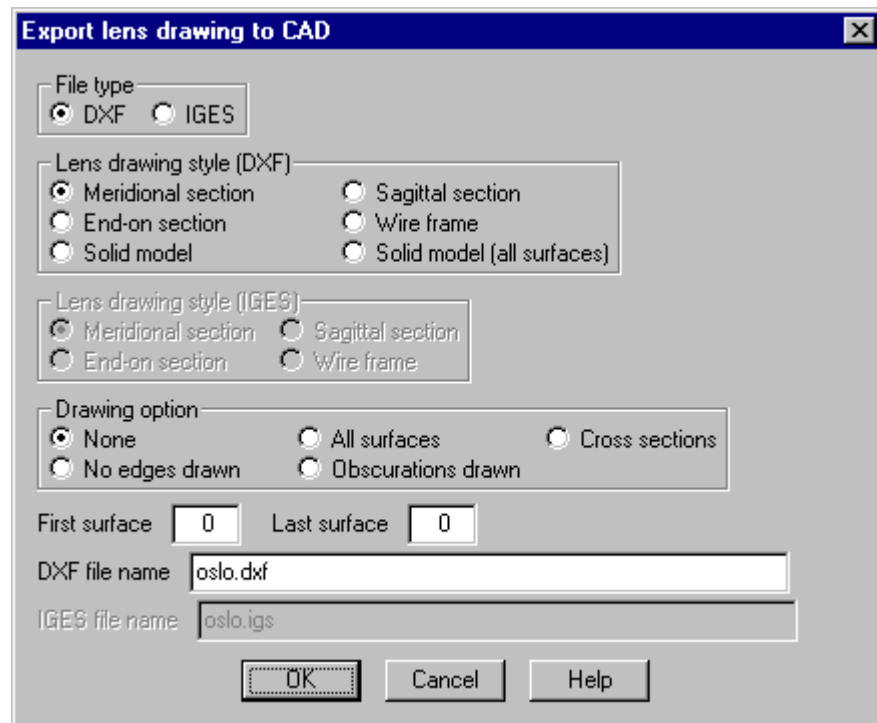 Export lens drawing to CAD
File type
DXF IGES
Lens drawing style (DXF)
Meridional section Sagittal section
End-on section Wire frame
Solid model Solid model (all surfaces)
Lens drawing style (IGES)
Meridional section Sagittal section
End-on section Wire frame
Drawing option
None All surfaces Cross sections
No edges drawn Obscurations drawn
First surface 0 Last surface 0
DXF file name oslo.dxf
IGES file name oslo.igs
OK Cancel Help